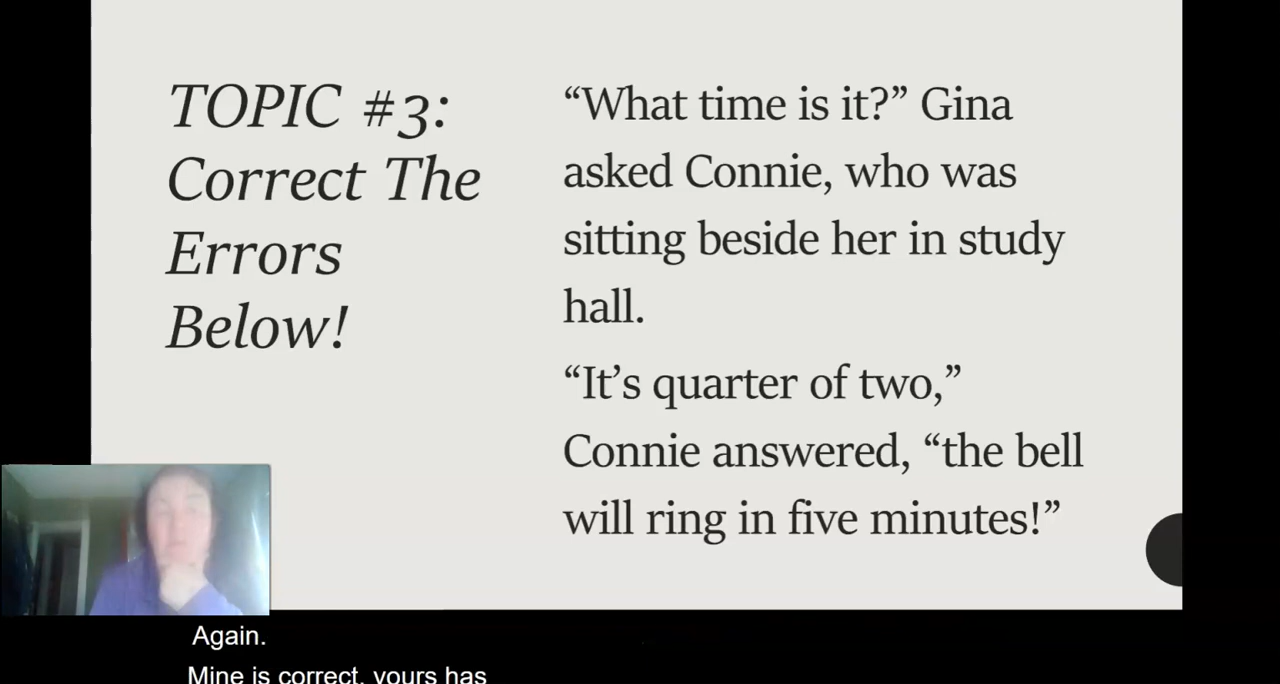 TOPIC #3:
Correct The
Errors
Below!
“What time is it?” Gina
asked Connie, who was
sitting beside her in study
hall.
“It’s quarter of two,”
Connie answered, “the bell
will ring in five minutes!”
Again.
Mine is correct, yours has